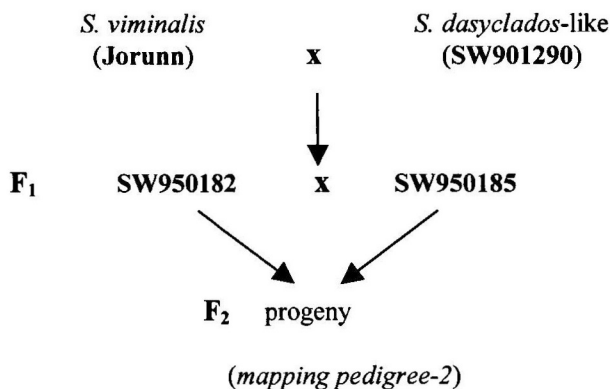 S. viminalis S. dasyclados-like
(Jorunn) x (SW901290)
F1 SW950182 x SW950185
F2 progeny
(mapping pedigree-2)